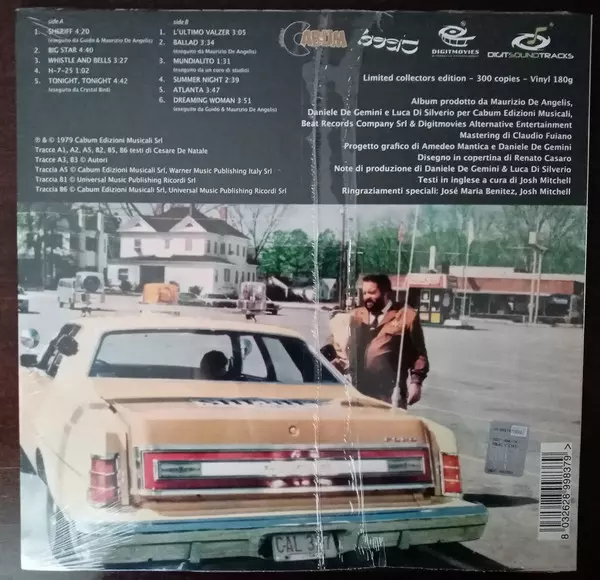 side A
1. SHERIFF 4:20
(eseguito da Guido & Maurizio De Angelis)
2. BIG STAR 4:40
3. WHISTLE AND BELLS 3:27
4. H-7-25 1:02
5. TONIGHT, TONIGHT 4:42
(eseguito da Crystal Bird)
side B
1. L'ULTIMO VALZER 3:05
2. BALLAD 3:34
(eseguito da Maurizio De Angelis)
3. MUNDIALITO 1:31
(eseguito da un coro di studio)
4. SUMMER NIGHT 2:39
5. ATLANTA 3:47
6. DREAMING WOMAN 3:51
(eseguito da Guido & Maurizio De Angelis)
CABUM
beat
DIGITMOVIES
DIGITSOUNDTRACKS
Limited collectors edition - 300 copies - Vinyl 180g
Album prodotto da Maurizio De Angelis,
Daniele De Gemini e Luca Di Silverio per Cabum Edizioni Musicali,
Beat Records Company Srl & Digitmovies Alternative Entertainment
Mastering di Claudio Fuiano
Progetto grafico di Amedeo Mantica e Daniele De Gemini
Disegno in copertina di Renato Casaro
Note di produzione di Daniele De Gemini & Luca Di Silverio
Testi in inglese a cura di Josh Mitchell
Ringraziamenti speciali: José Maria Benitez, Josh Mitchell
℗ & © 1979 Cabum Edizioni Musicali Srl
Tracce A1, A2, A5, B2, B5, B6 testi di Cesare De Natale
Tracce A3, B3 © Autori
Traccia A5 © Cabum Edizioni Musicali Srl, Warner Music Publishing Italy Srl
Traccia B1 © Universal Music Publishing Ricordi Srl
Traccia B6 © Cabum Edizioni Musicali Srl, Universal Music Publishing Ricordi Srl
CAL
8 032628 998379 >